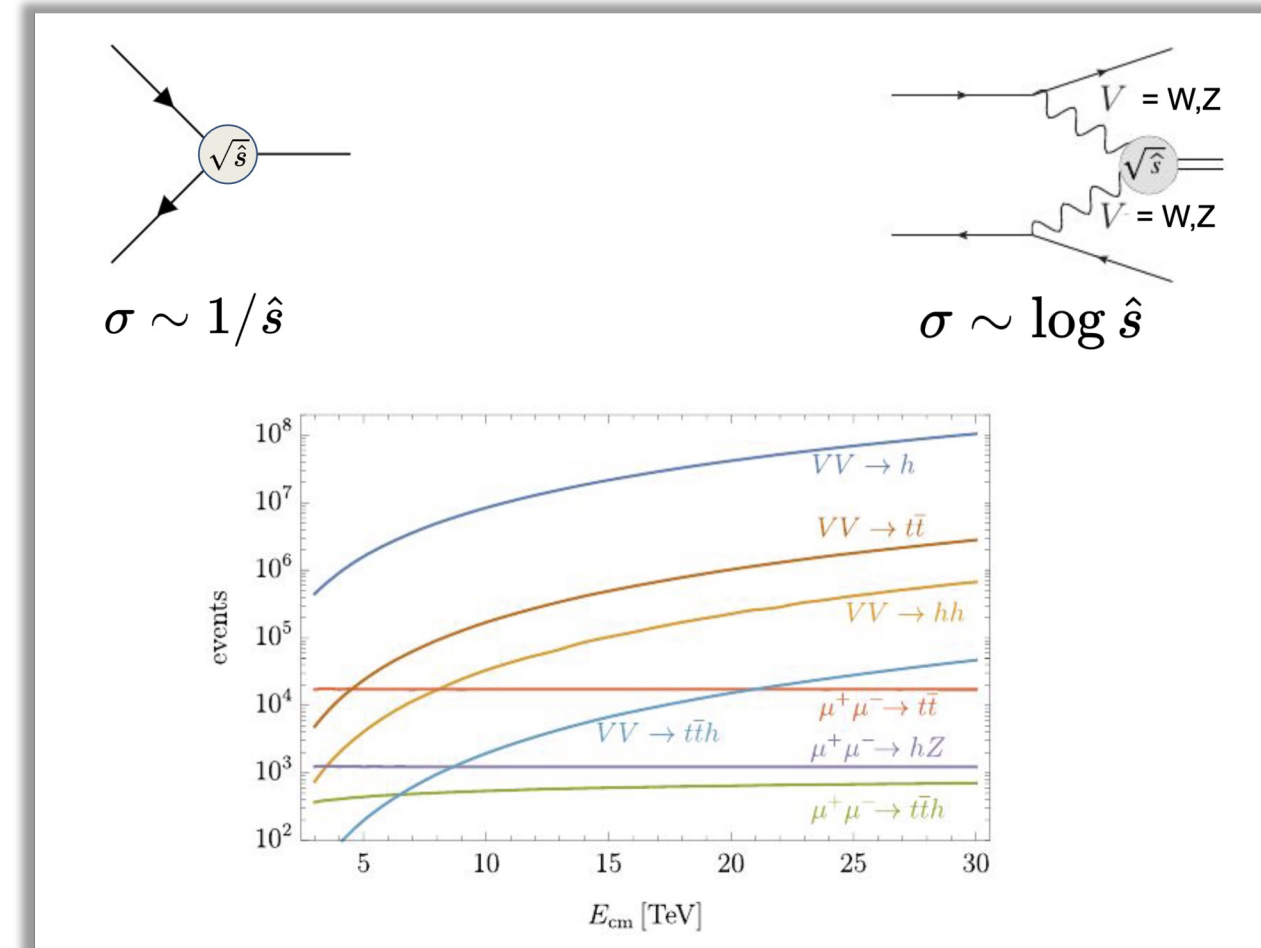 V = W,Z
√ŝ
√ŝ
V = W,Z
σ ∼ 1/ŝ
σ ∼ log ŝ
10⁸
VV → h
10⁷
VV → tt̄
10⁶
VV → hh
10⁵
events
10⁴
μ⁺μ⁻→ tt̄
VV → tt̄h
μ⁺μ⁻→ hZ
10³
μ⁺μ⁻→ tt̄h
10²
5 10 15 20 25 30
E_cm [TeV]